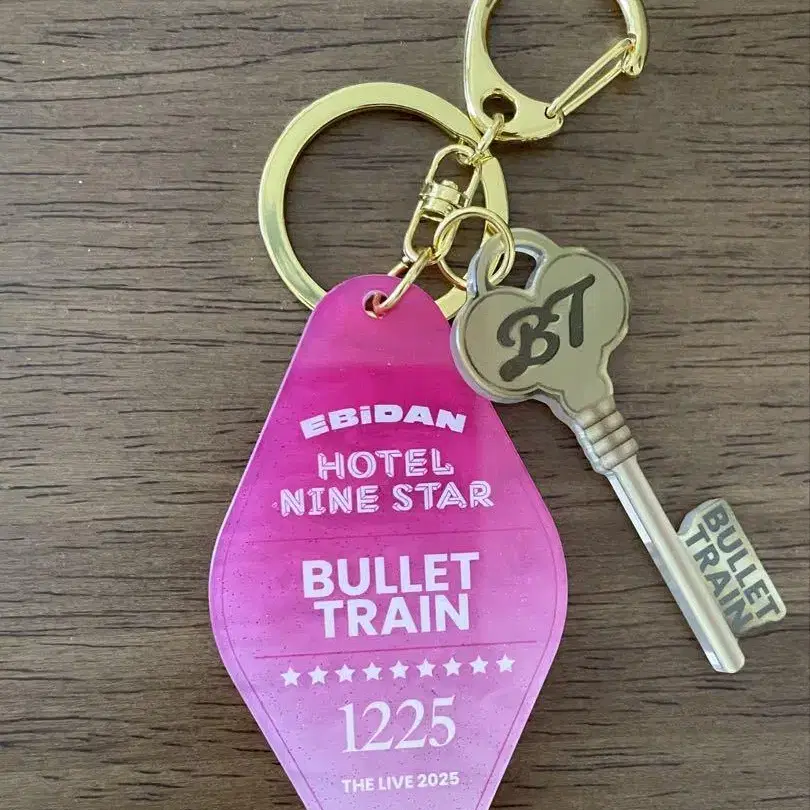 EBiDAN
HOTEL
NINE STAR
BULLET
TRAIN
★★★★★★★★★
1225
THE LIVE 2025
BT
BULLET
TRAIN